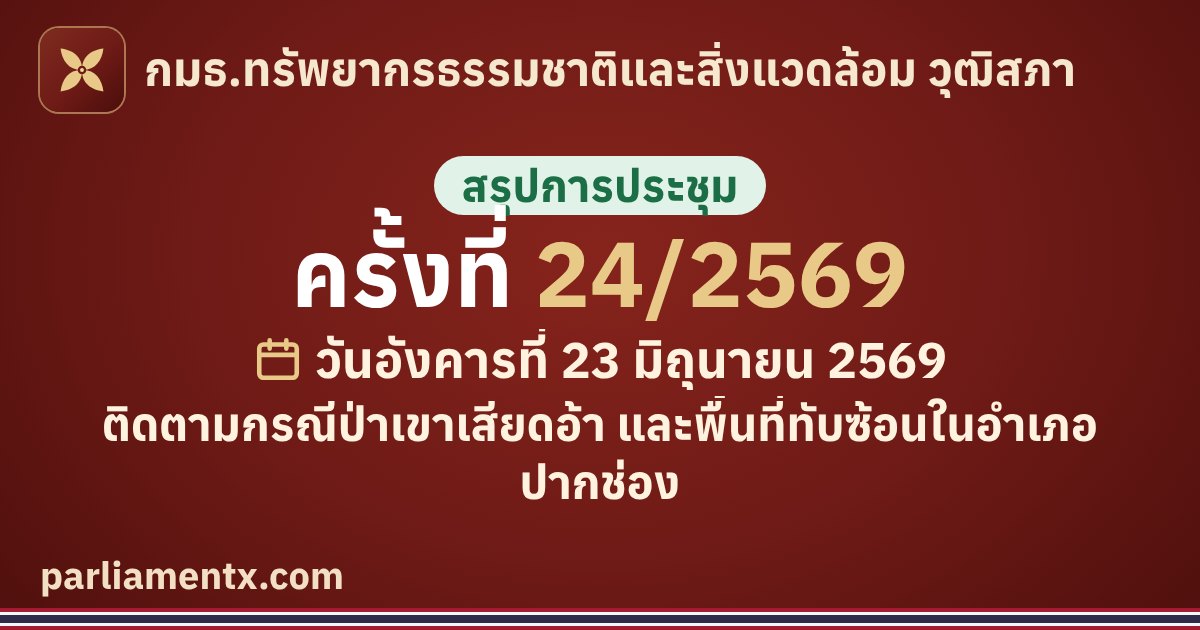 กมธ.ทรัพยากรธรรมชาติและสิ่งแวดล้อม วุฒิสภา
สรุปการประชุม
ครั้งที่ 24/2569
วันอังคารที่ 23 มิถุนายน 2569
ติดตามกรณีป่าเขาเสียดอ้า และพื้นที่ทับซ้อนในอำเภอ
ปากช่อง
parliamentx.com